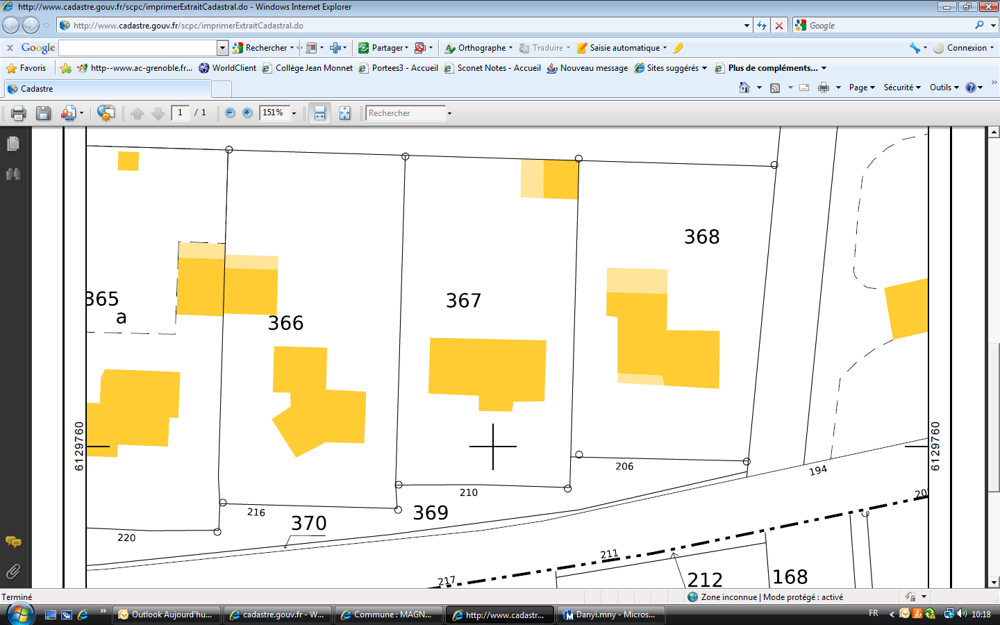 http://www.cadastre.gouv.fr/scpc/imprimerExtraitCadastral.do - Windows Internet Explorer
http://www.cadastre.gouv.fr/scpc/imprimerExtraitCadastral.do
Google
x Google Rechercher Partager Orthographe Traduire Saisie automatique Connexion
Favoris http--www.ac-grenoble.fr... WorldClient Collège Jean Monnet Portees3 - Accueil Sconet Notes - Accueil Nouveau message Sites suggérés Plus de compléments...
Cadastre
Page Sécurité Outils
1 / 1 151% Rechercher
368
365
a
367
366
6129760
6129760
206
194
210
216
369
370
220
20
211
217
212
168
Terminé
Zone inconnue | Mode protégé : activé
Outlook Aujourd'hu... cadastre.gouv.fr - W... Commune : MAGN... http://www.cadastr... Danyi.mny - Micros... FR 10:18